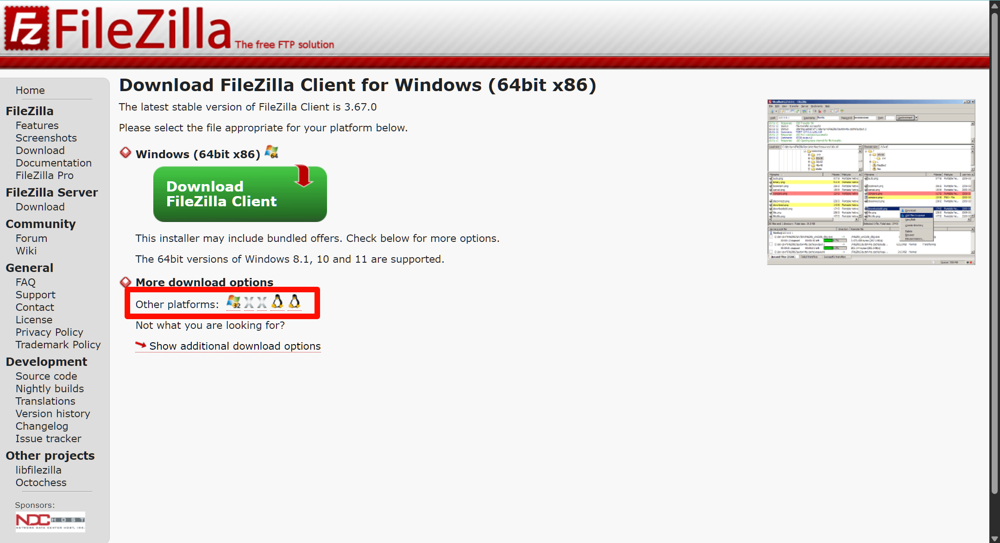 FileZilla The free FTP solution
Home
FileZilla
Features
Screenshots
Download
Documentation
FileZilla Pro
FileZilla Server
Download
Community
Forum
Wiki
General
FAQ
Support
Contact
License
Privacy Policy
Trademark Policy
Development
Source code
Nightly builds
Translations
Version history
Changelog
Issue tracker
Other projects
libfilezilla
Octochess
Sponsors:
NDC HOST
NETWORK DATA CENTER HOST, INC.
Download FileZilla Client for Windows (64bit x86)
The latest stable version of FileZilla Client is 3.67.0
Please select the file appropriate for your platform below.
Windows (64bit x86) 64
Download
FileZilla Client
This installer may include bundled offers. Check below for more options.
The 64bit versions of Windows 8.1, 10 and 11 are supported.
More download options
Other platforms: 32
Not what you are looking for?
Show additional download options